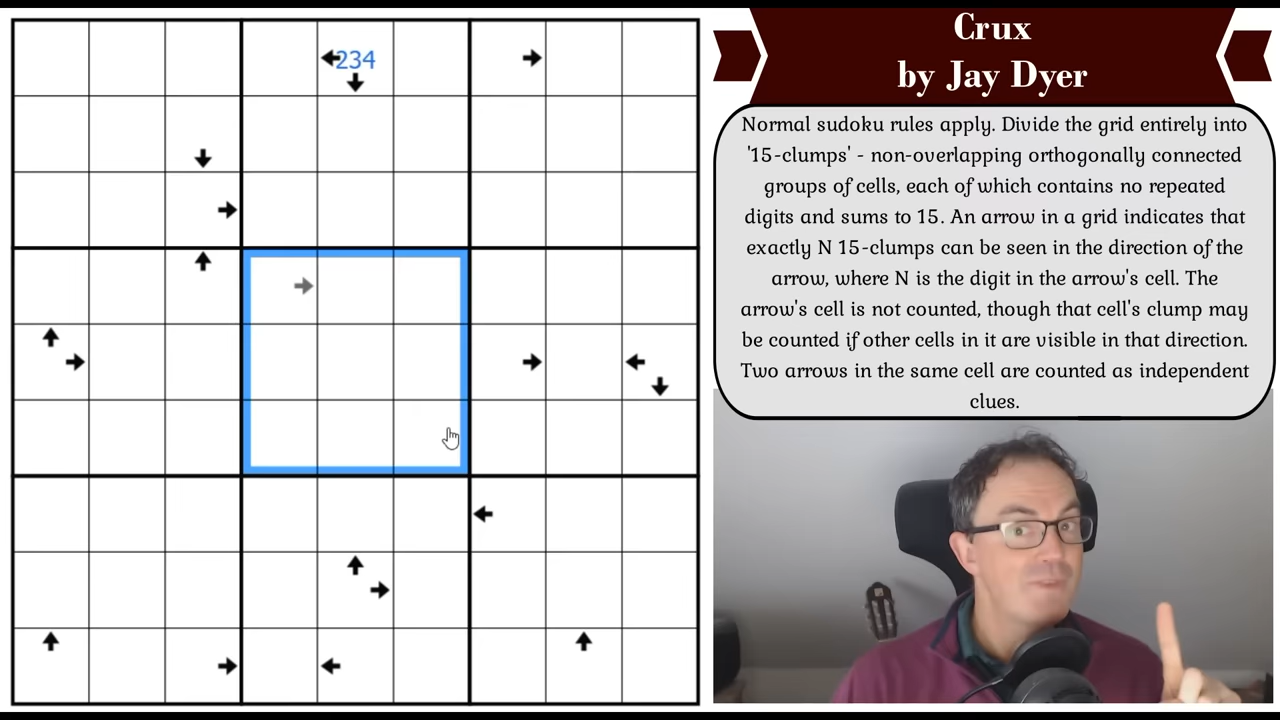 Crux
by Jay Dyer
Normal sudoku rules apply. Divide the grid entirely into
'15-clumps' - non-overlapping orthogonally connected
groups of cells, each of which contains no repeated
digits and sums to 15. An arrow in a grid indicates that
exactly N 15-clumps can be seen in the direction of the
arrow, where N is the digit in the arrow's cell. The
arrow's cell is not counted, though that cell's clump may
be counted if other cells in it are visible in that direction.
Two arrows in the same cell are counted as independent
clues.
234